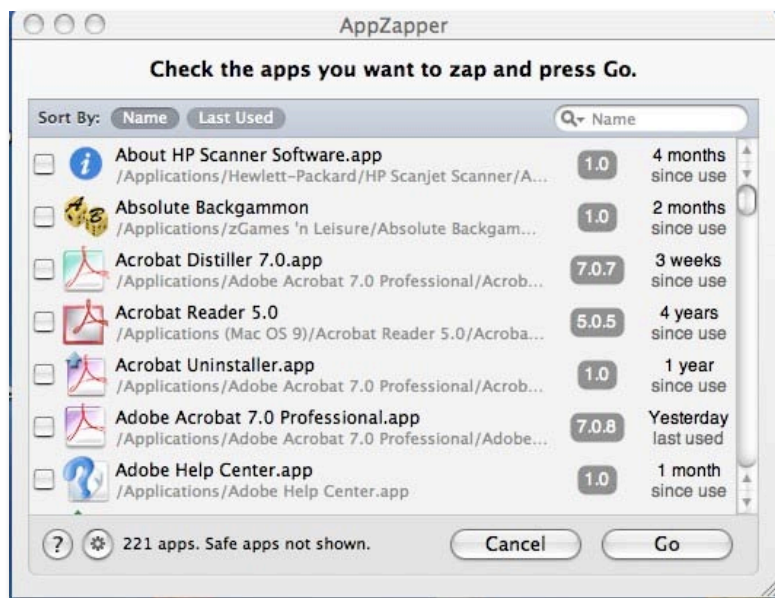 AppZapper
Check the apps you want to zap and press Go.
Sort By: Name Last Used Name
About HP Scanner Software.app 1.0 4 months
/Applications/Hewlett-Packard/HP Scanjet Scanner/A... since use
Absolute Backgammon 1.0 2 months
/Applications/zGames 'n Leisure/Absolute Backgam... since use
Acrobat Distiller 7.0.app 7.0.7 3 weeks
/Applications/Adobe Acrobat 7.0 Professional/Acrob... since use
Acrobat Reader 5.0 5.0.5 4 years
/Applications (Mac OS 9)/Acrobat Reader 5.0/Acroba... since use
Acrobat Uninstaller.app 1.0 1 year
/Applications/Adobe Acrobat 7.0 Professional/Acrob... since use
Adobe Acrobat 7.0 Professional.app 7.0.8 Yesterday
/Applications/Adobe Acrobat 7.0 Professional/Adobe... last used
Adobe Help Center.app 1.0 1 month
/Applications/Adobe Help Center.app since use
? 221 apps. Safe apps not shown. Cancel Go